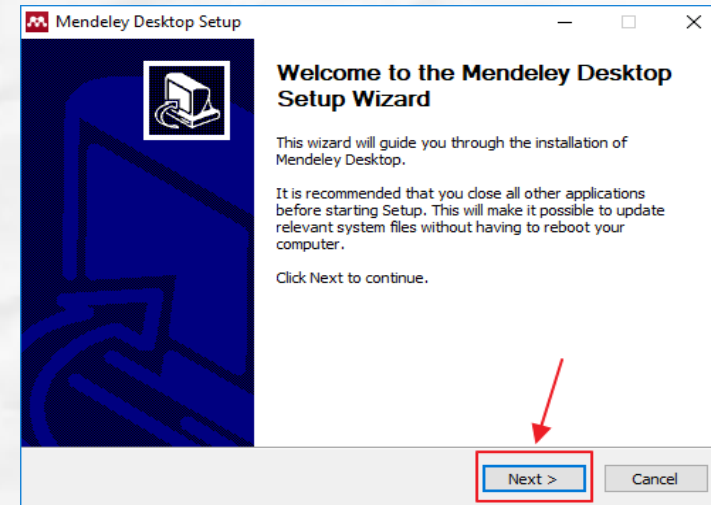 Mendeley Desktop Setup
Welcome to the Mendeley Desktop
Setup Wizard
This wizard will guide you through the installation of
Mendeley Desktop.
It is recommended that you close all other applications
before starting Setup. This will make it possible to update
relevant system files without having to reboot your
computer.
Click Next to continue.
Next >
Cancel